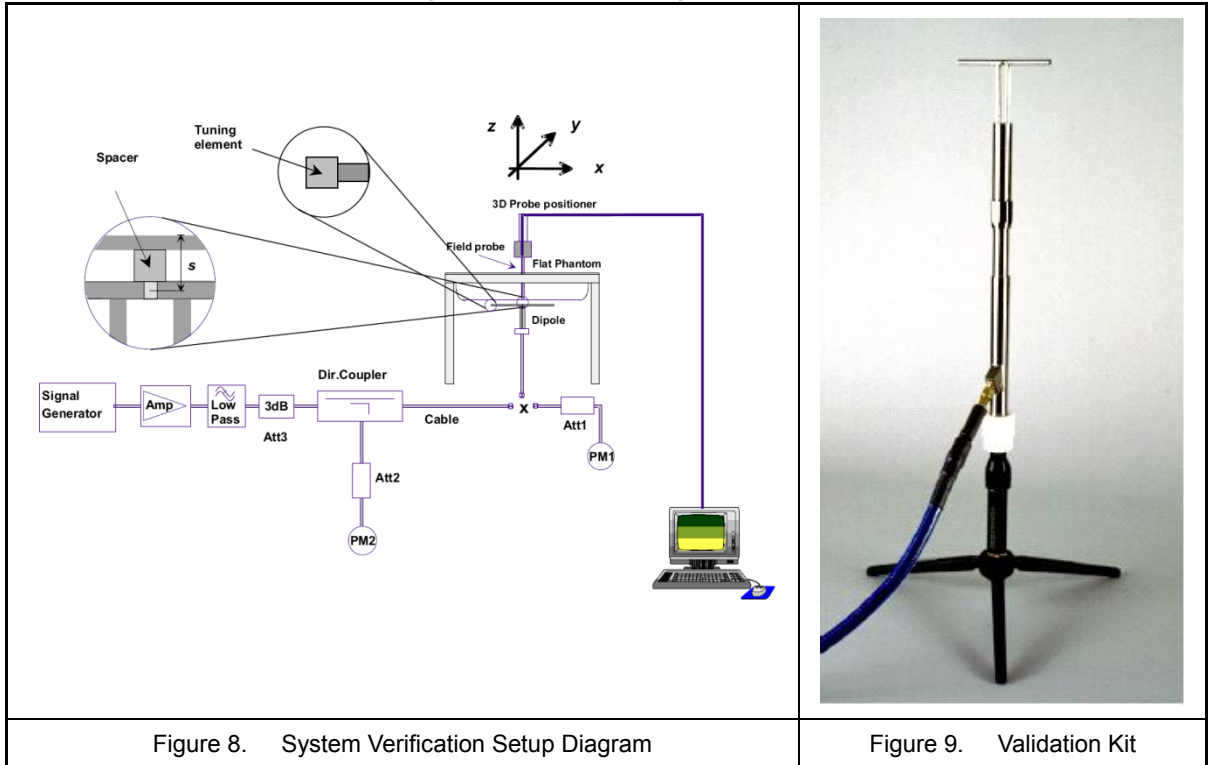 Tuning
element
Spacer
s
z
y
x
3D Probe positioner
Field probe
Flat Phantom
Dipole
Dir.Coupler
Signal
Generator
Amp
Low
Pass
3dB
Att3
Cable
x
Att1
PM1
Att2
PM2
Figure 8. System Verification Setup Diagram
Figure 9. Validation Kit